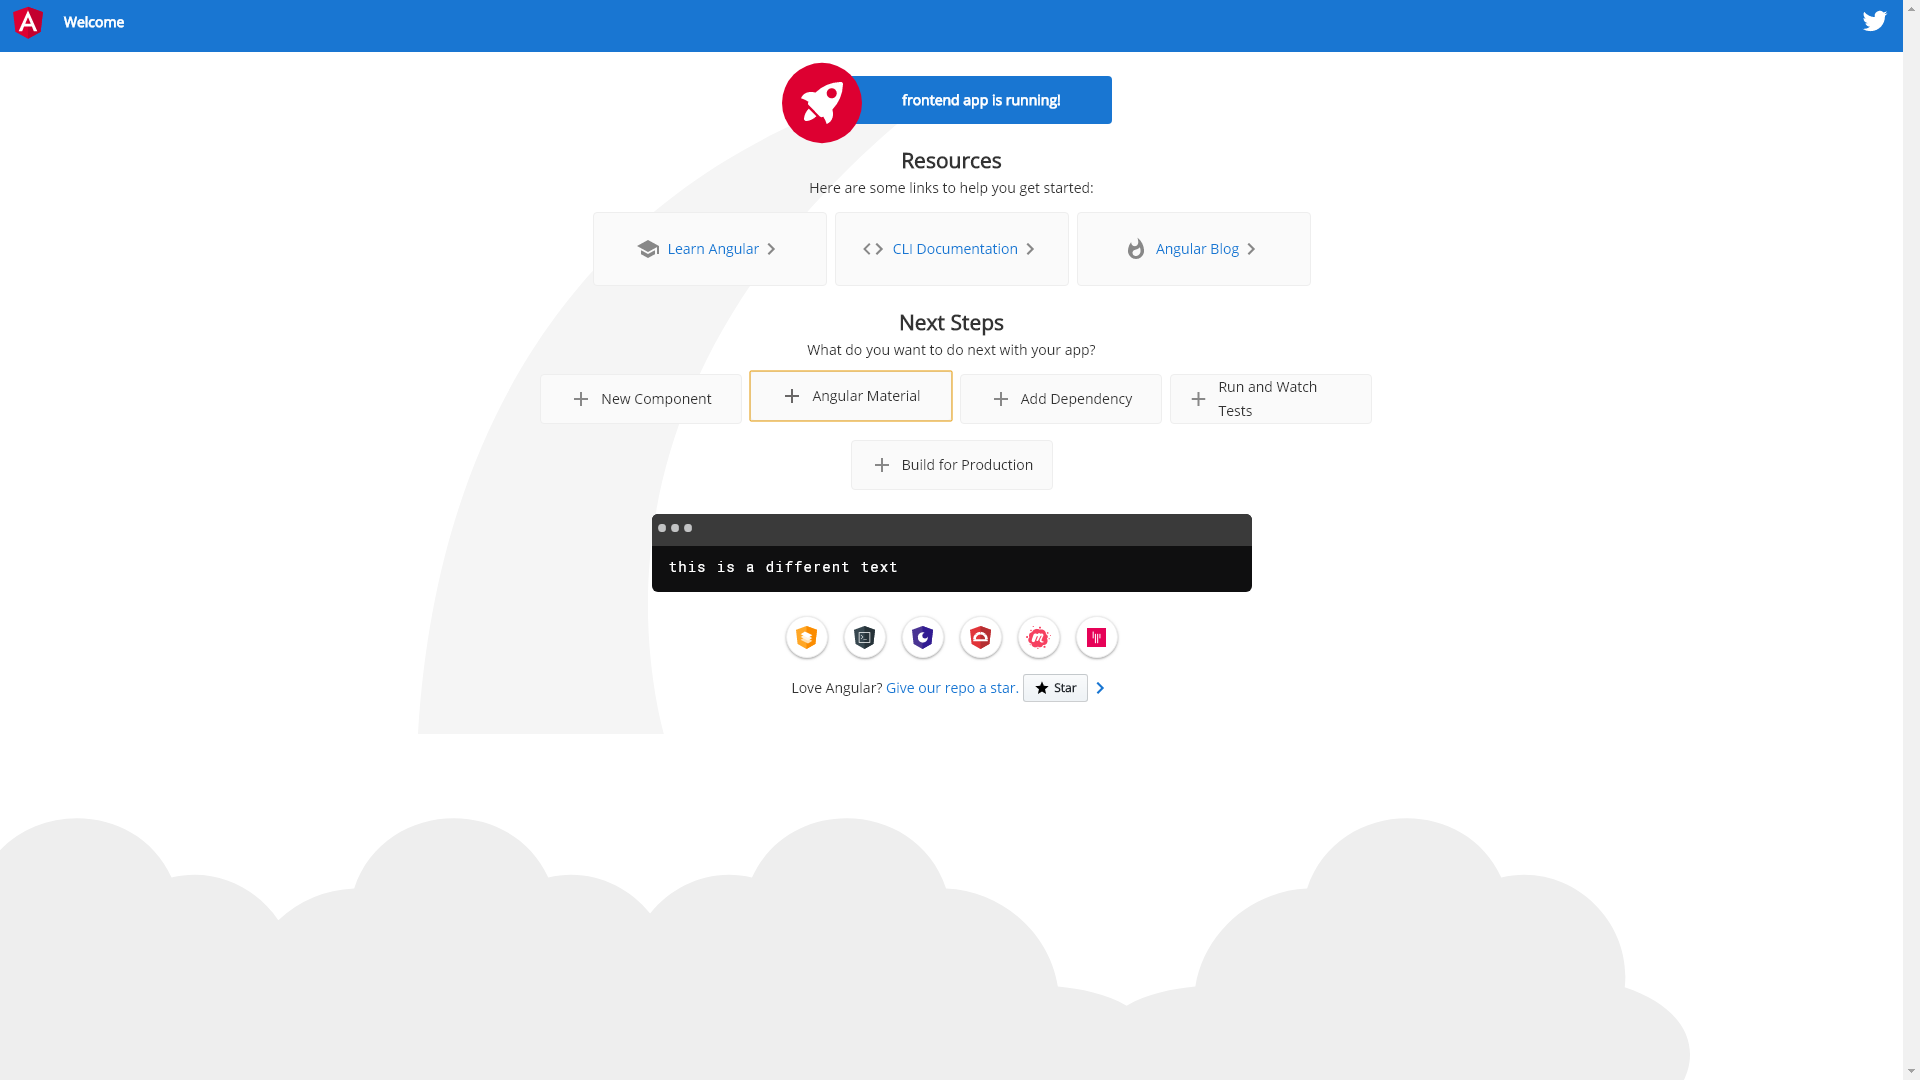 Welcome
frontend app is running!
Resources
Here are some links to help you get started:
Learn Angular
CLI Documentation
Angular Blog
Next Steps
What do you want to do next with your app?
New Component
Angular Material
Add Dependency
Run and Watch
Tests
Build for Production
this is a different text
Love Angular? Give our repo a star. Star